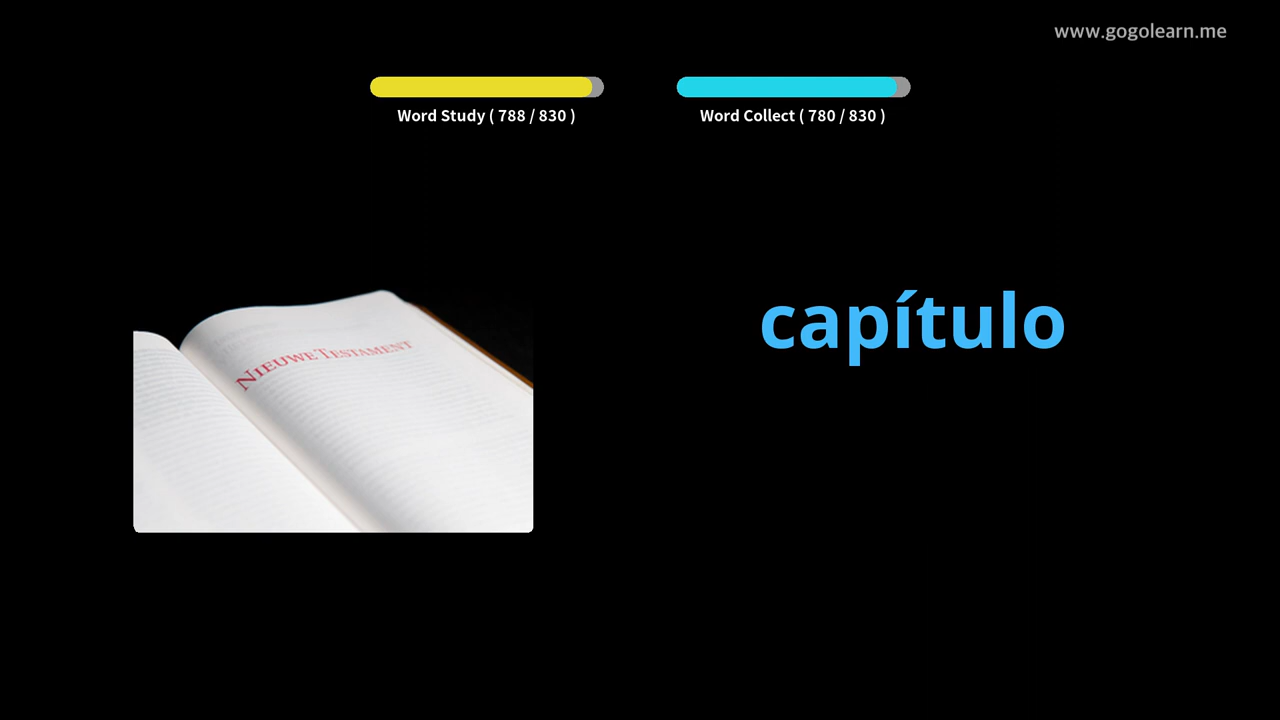 www.gogolearn.me
Word Study ( 788 / 830 )
Word Collect ( 780 / 830 )
capítulo
NIEUWE TESTAMENT